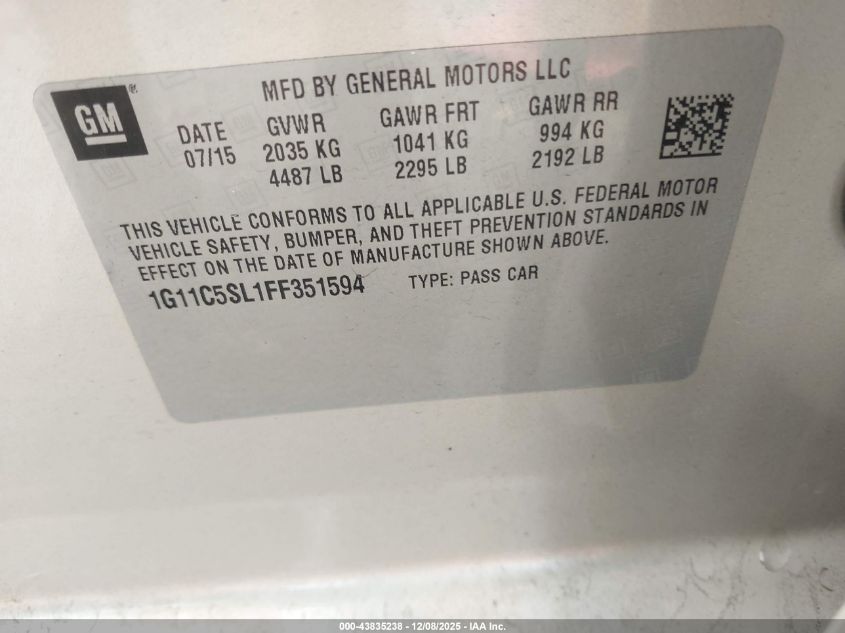 GM®
MFD BY GENERAL MOTORS LLC
DATE GVWR GAWR FRT GAWR RR
07/15 2035 KG 1041 KG 994 KG
4487 LB 2295 LB 2192 LB
THIS VEHICLE CONFORMS TO ALL APPLICABLE U.S. FEDERAL MOTOR
VEHICLE SAFETY, BUMPER, AND THEFT PREVENTION STANDARDS IN
EFFECT ON THE DATE OF MANUFACTURE SHOWN ABOVE.
1G11C5SL1FF351594 TYPE: PASS CAR
000-43835238 - 12/08/2025 - IAA Inc.